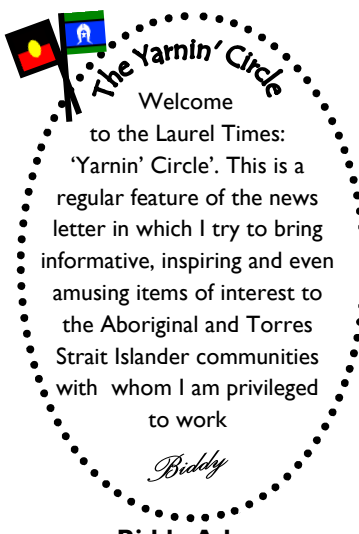 The Yarnin' Circle
Welcome
to the Laurel Times:
‘Yarnin’ Circle’. This is a
regular feature of the news
letter in which I try to bring
informative, inspiring and even
amusing items of interest to
the Aboriginal and Torres
Strait Islander communities
with  whom I am privileged
to work
Biddy